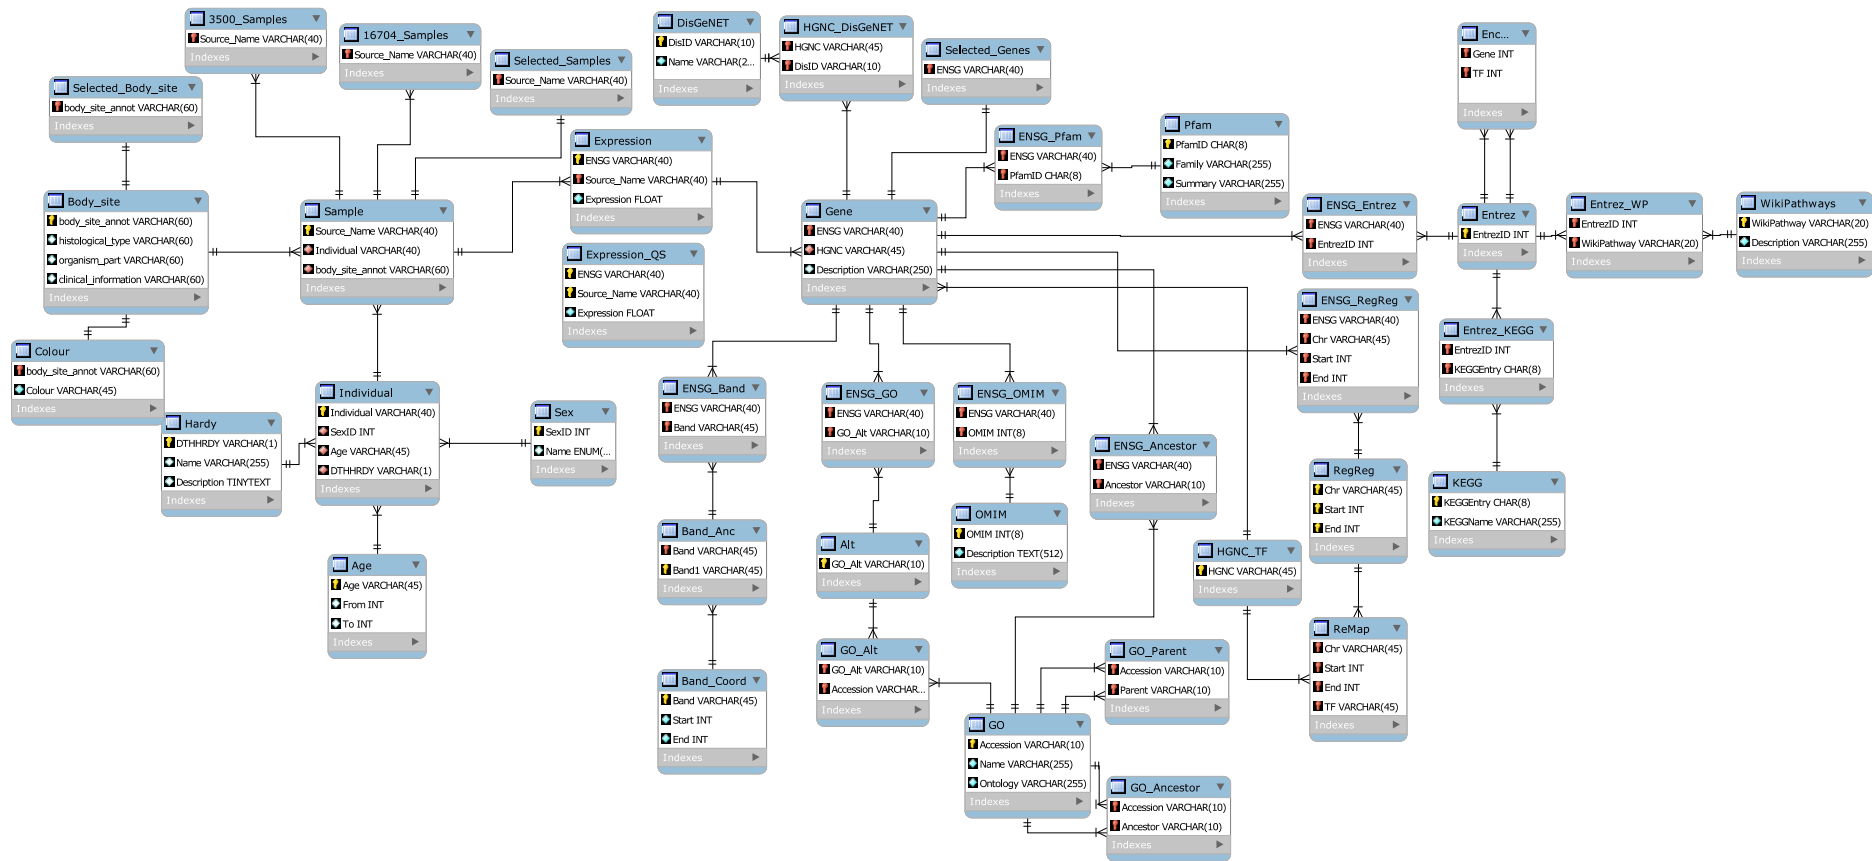 3500_Samples
Source_Name VARCHAR(40)
Indexes
16704_Samples
Source_Name VARCHAR(40)
Indexes
Selected_Samples
Source_Name VARCHAR(40)
Indexes
DisGeNET
DisID VARCHAR(10)
Name VARCHAR(2...
Indexes
HGNC_DisGeNET
HGNC VARCHAR(45)
DisID VARCHAR(10)
Indexes
Selected_Genes
ENSG VARCHAR(40)
Indexes
Enc...
Gene INT
TF INT
Indexes
Selected_Body_site
body_site_annot VARCHAR(60)
Indexes
Expression
ENSG VARCHAR(40)
Source_Name VARCHAR(40)
Expression FLOAT
Indexes
ENSG_Pfam
ENSG VARCHAR(40)
PfamID CHAR(8)
Indexes
Pfam
PfamID CHAR(8)
Family VARCHAR(255)
Summary VARCHAR(255)
Indexes
Body_site
body_site_annot VARCHAR(60)
histological_type VARCHAR(60)
organism_part VARCHAR(60)
clinical_information VARCHAR(60)
Indexes
Sample
Source_Name VARCHAR(40)
Individual VARCHAR(40)
body_site_annot VARCHAR(60)
Indexes
Gene
ENSG VARCHAR(40)
HGNC VARCHAR(45)
Description VARCHAR(250)
Indexes
ENSG_Entrez
ENSG VARCHAR(40)
EntrezID INT
Indexes
Entrez
EntrezID INT
Indexes
Entrez_WP
EntrezID INT
WikiPathway VARCHAR(20)
Indexes
WikiPathways
WikiPathway VARCHAR(20)
Description VARCHAR(255)
Indexes
Expression_QS
ENSG VARCHAR(40)
Source_Name VARCHAR(40)
Expression FLOAT
Indexes
ENSG_RegReg
ENSG VARCHAR(40)
Chr VARCHAR(45)
Start INT
End INT
Indexes
Entrez_KEGG
EntrezID INT
KEGGEntry CHAR(8)
Indexes
Colour
body_site_annot VARCHAR(60)
Colour VARCHAR(45)
Indexes
Individual
Individual VARCHAR(40)
SexID INT
Age VARCHAR(45)
DTHHRDY VARCHAR(1)
Indexes
Hardy
DTHHRDY VARCHAR(1)
Name VARCHAR(255)
Description TINYTEXT
Indexes
Sex
SexID INT
Name ENUM(...
Indexes
ENSG_Band
ENSG VARCHAR(40)
Band VARCHAR(45)
Indexes
ENSG_GO
ENSG VARCHAR(40)
GO_Alt VARCHAR(10)
Indexes
ENSG_OMIM
ENSG VARCHAR(40)
OMIM INT(8)
Indexes
ENSG_Ancestor
ENSG VARCHAR(40)
Ancestor VARCHAR(10)
Indexes
RegReg
Chr VARCHAR(45)
Start INT
End INT
Indexes
KEGG
KEGGEntry CHAR(8)
KEGGName VARCHAR(255)
Indexes
Age
Age VARCHAR(45)
From INT
To INT
Indexes
Band_Anc
Band VARCHAR(45)
Band1 VARCHAR(45)
Indexes
Alt
GO_Alt VARCHAR(10)
Indexes
OMIM
OMIM INT(8)
Description TEXT(512)
Indexes
HGNC_TF
HGNC VARCHAR(45)
Indexes
ReMap
Chr VARCHAR(45)
Start INT
End INT
TF VARCHAR(45)
Indexes
Band_Coord
Band VARCHAR(45)
Start INT
End INT
Indexes
GO_Alt
GO_Alt VARCHAR(10)
Accession VARCHAR...
Indexes
GO_Parent
Accession VARCHAR(10)
Parent VARCHAR(10)
Indexes
GO
Accession VARCHAR(10)
Name VARCHAR(255)
Ontology VARCHAR(255)
Indexes
GO_Ancestor
Accession VARCHAR(10)
Ancestor VARCHAR(10)
Indexes